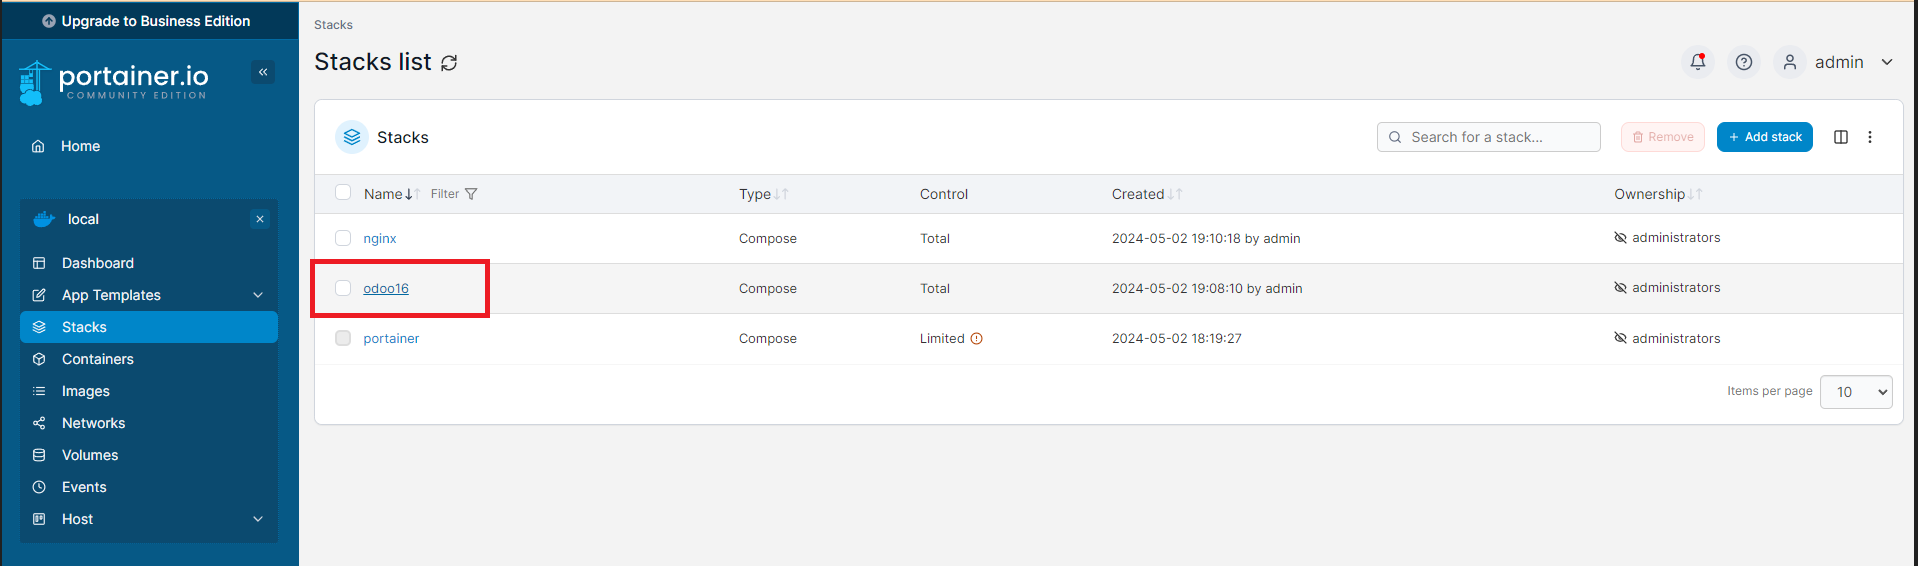 Upgrade to Business Edition
portainer.io
COMMUNITY EDITION
Home
local
Dashboard
App Templates
Stacks
Containers
Images
Networks
Volumes
Events
Host
Stacks
Stacks list
admin
Stacks
Search for a stack...
Remove
+ Add stack
Name Filter Type Control Created Ownership
nginx Compose Total 2024-05-02 19:10:18 by admin administrators
odoo16 Compose Total 2024-05-02 19:08:10 by admin administrators
portainer Compose Limited 2024-05-02 18:19:27 administrators
Items per page 10